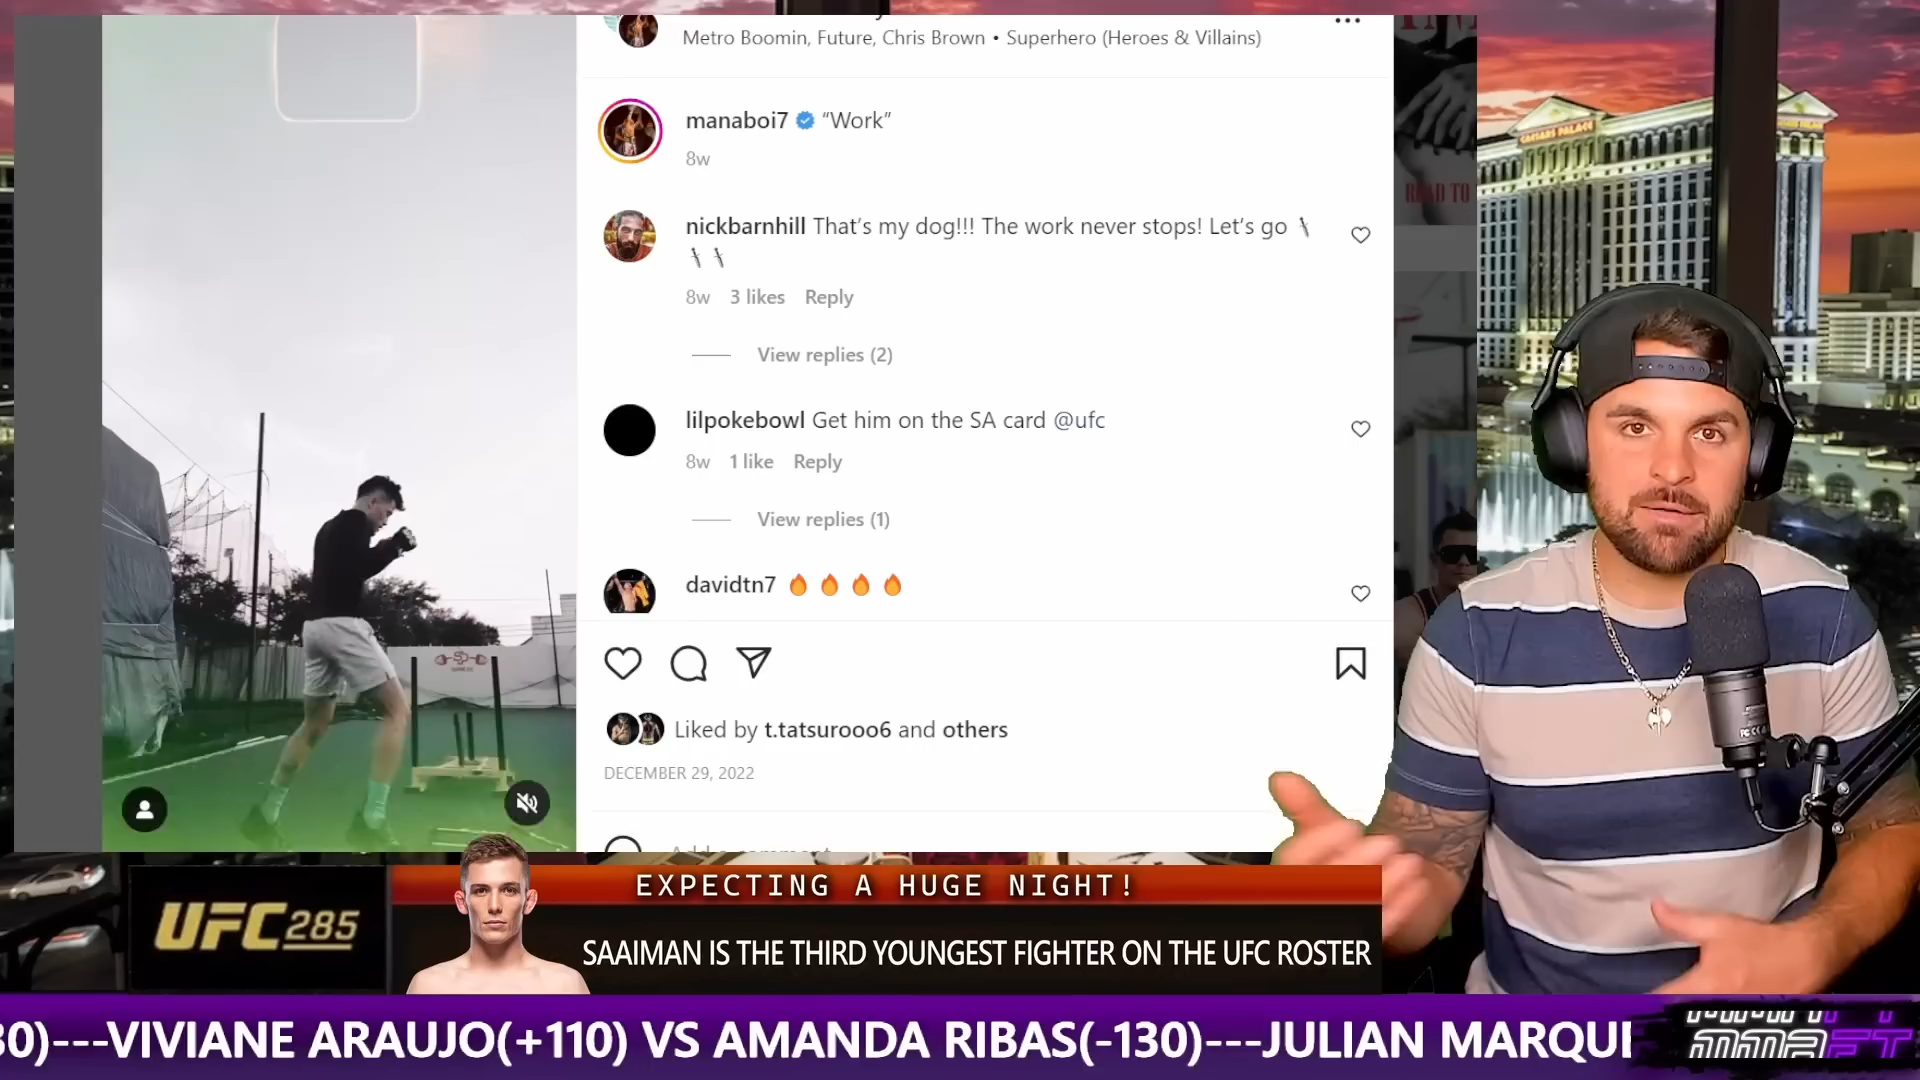 Metro Boomin, Future, Chris Brown • Superhero (Heroes & Villains)
manaboi7 “Work”
8w
nickbarnhill That’s my dog!!! The work never stops! Let’s go
8w 3 likes Reply
View replies (2)
lilpokebowl Get him on the SA card @ufc
8w 1 like Reply
View replies (1)
davidtn7 🔥 🔥 🔥 🔥
Liked by t.tatsurooo6 and others
DECEMBER 29, 2022
CAESARS PALACE
EXPECTING A HUGE NIGHT!
UFC 285
SAAIMAN IS THE THIRD YOUNGEST FIGHTER ON THE UFC ROSTER
0)---VIVIANE ARAUJO(+110) VS AMANDA RIBAS(-130)---JULIAN MARQU